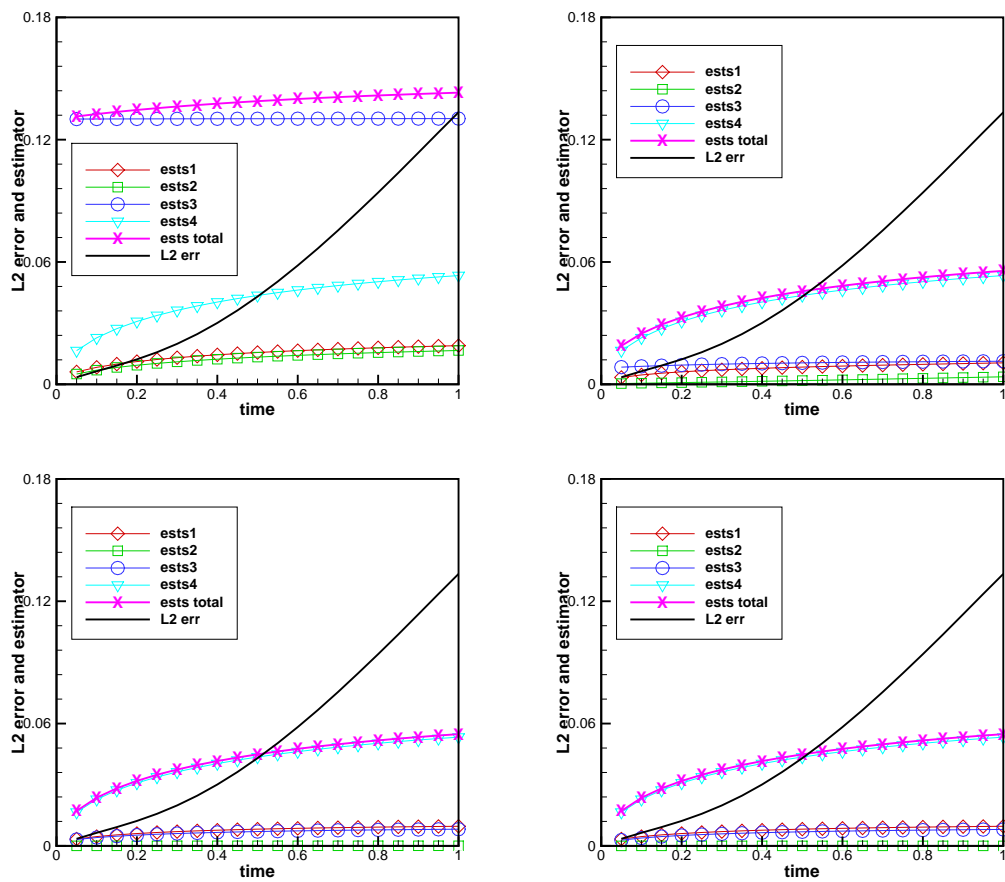 0.18
0.12
0.06
0
L2 error and estimator
ests1
ests2
ests3
ests4
ests total
L2 err
0 0.2 0.4 0.6 0.8 1
time
0.18
0.12
0.06
0
L2 error and estimator
ests1
ests2
ests3
ests4
ests total
L2 err
0 0.2 0.4 0.6 0.8 1
time
0.18
0.12
0.06
0
L2 error and estimator
ests1
ests2
ests3
ests4
ests total
L2 err
0 0.2 0.4 0.6 0.8 1
time
0.18
0.12
0.06
0
L2 error and estimator
ests1
ests2
ests3
ests4
ests total
L2 err
0 0.2 0.4 0.6 0.8 1
time